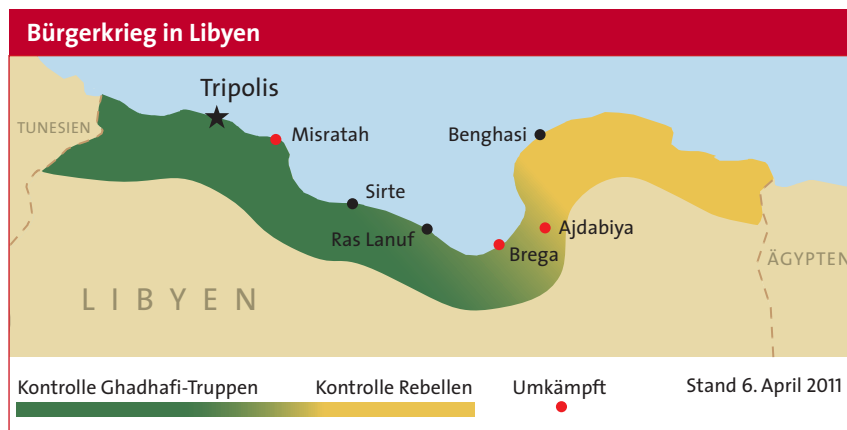 Bürgerkrieg in Libyen
Tripolis
TUNESIEN
Misratah
Benghasi
Sirte
Ras Lanuf
Ajdabiya
Brega
ÄGYPTEN
LIBYEN
Kontrolle Ghadhafi-Truppen
Kontrolle Rebellen
Umkämpft
Stand 6. April 2011